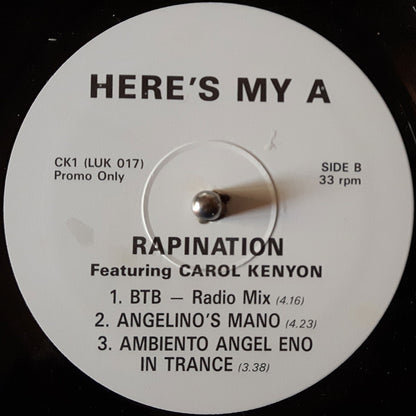 HERE'S MY A
CK1 (LUK 017)
Promo Only
SIDE B
33 rpm
RAPINATION
Featuring CAROL KENYON
1. BTB — Radio Mix (4.16)
2. ANGELINO'S MANO (4.23)
3. AMBIENTO ANGEL ENO
IN TRANCE (3.38)